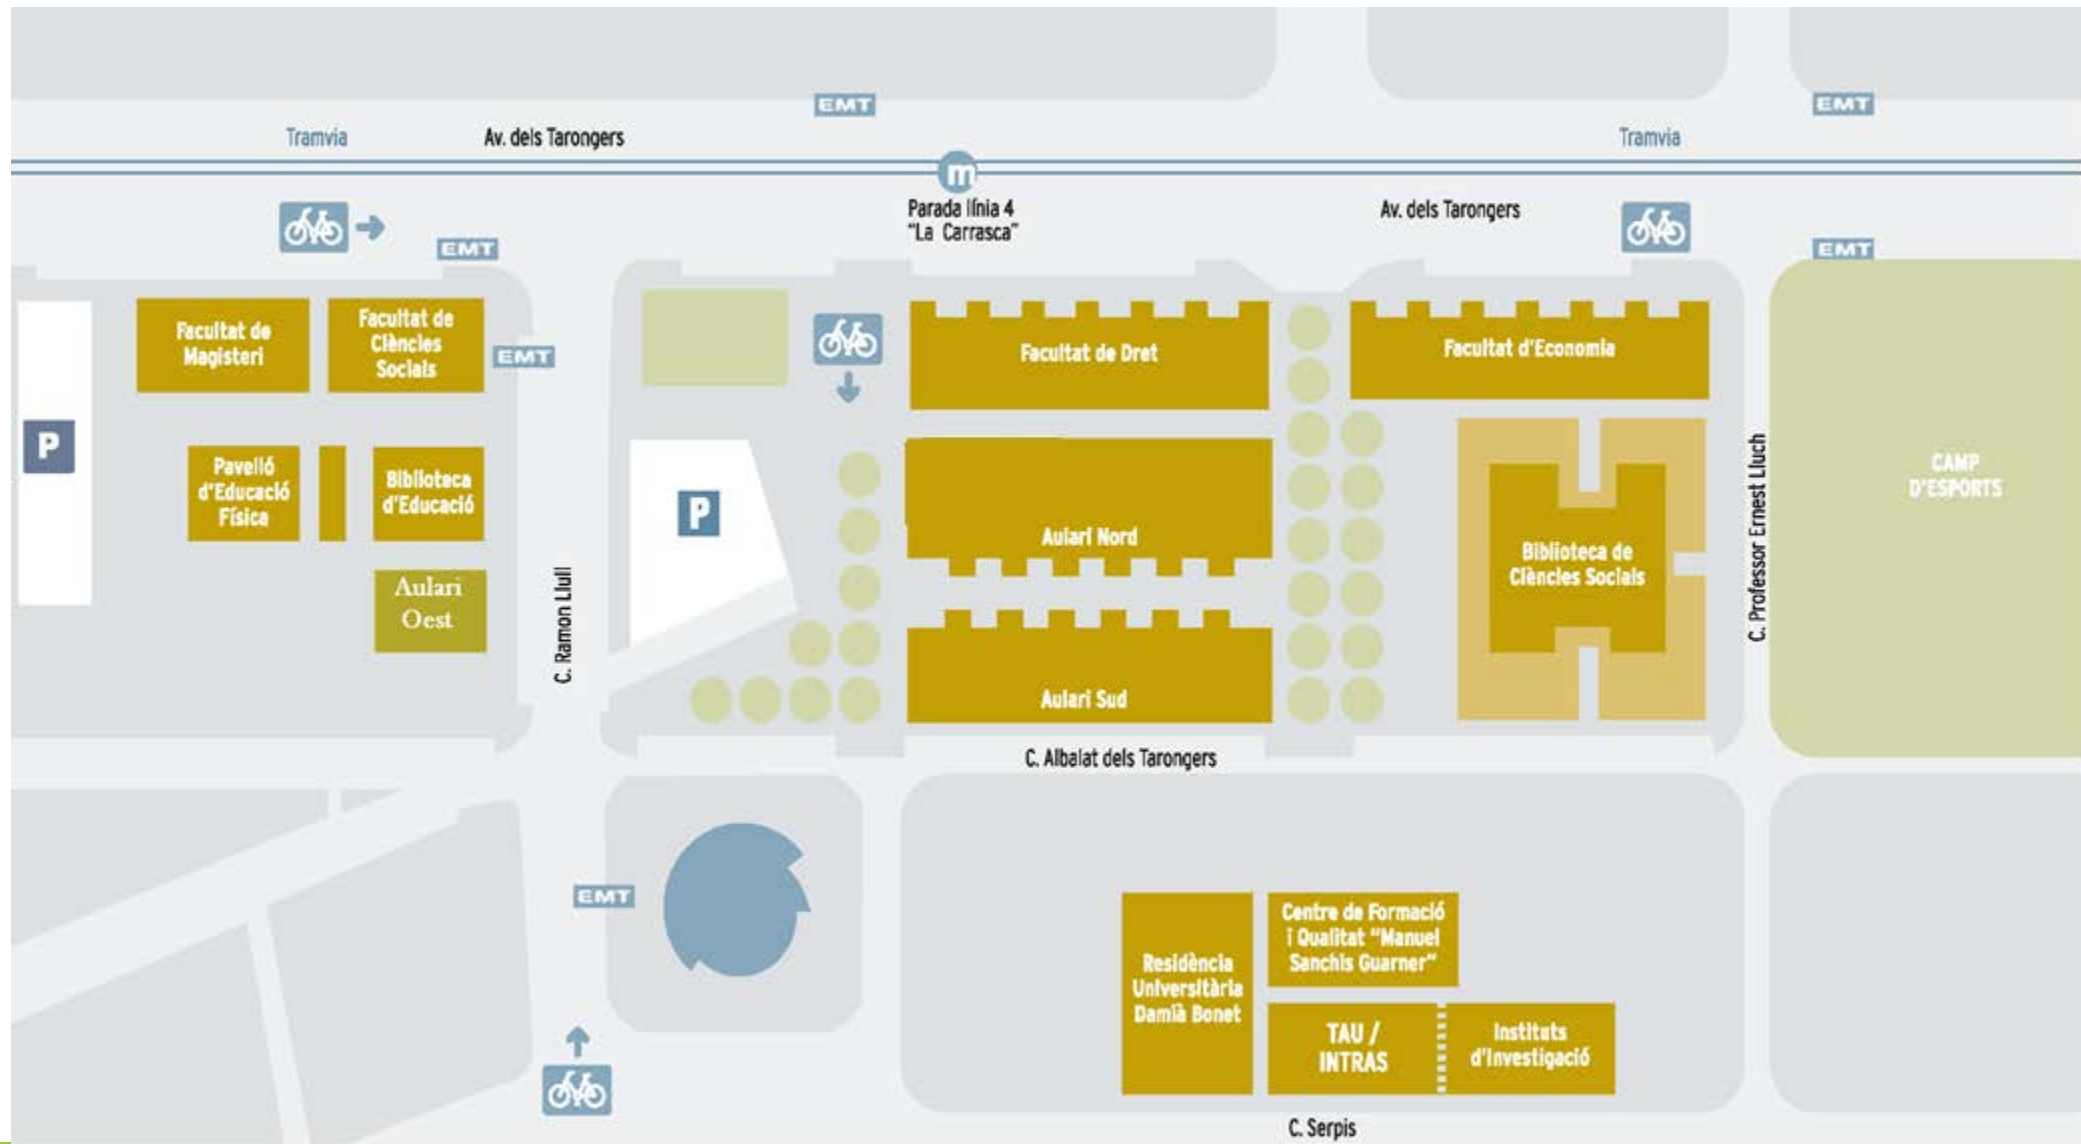 EMT
EMT
Tramvia
Av. dels Tarongers
Tramvia
m
Parada línia 4
"La Carrasca"
Av. dels Tarongers
EMT
EMT
Facultat de
Magisteri
Facultat de
Ciències
Socials
EMT
Facultat de Dret
Facultat d'Economia
P
Pavelló
d'Educació
Física
Biblioteca
d'Educació
P
Aulari Nord
Biblioteca de
Ciències Socials
C. Professor Ernest Lluch
CAMP
D'ESPORTS
Aulari
Oest
C. Ramon Llull
Aulari Sud
C. Albalat dels Tarongers
EMT
Residència
Universitària
Damià Bonet
Centre de Formació
i Qualitat "Manuel
Sanchis Guarner"
TAU /
INTRAS
Instituts
d'Investigació
C. Serpis